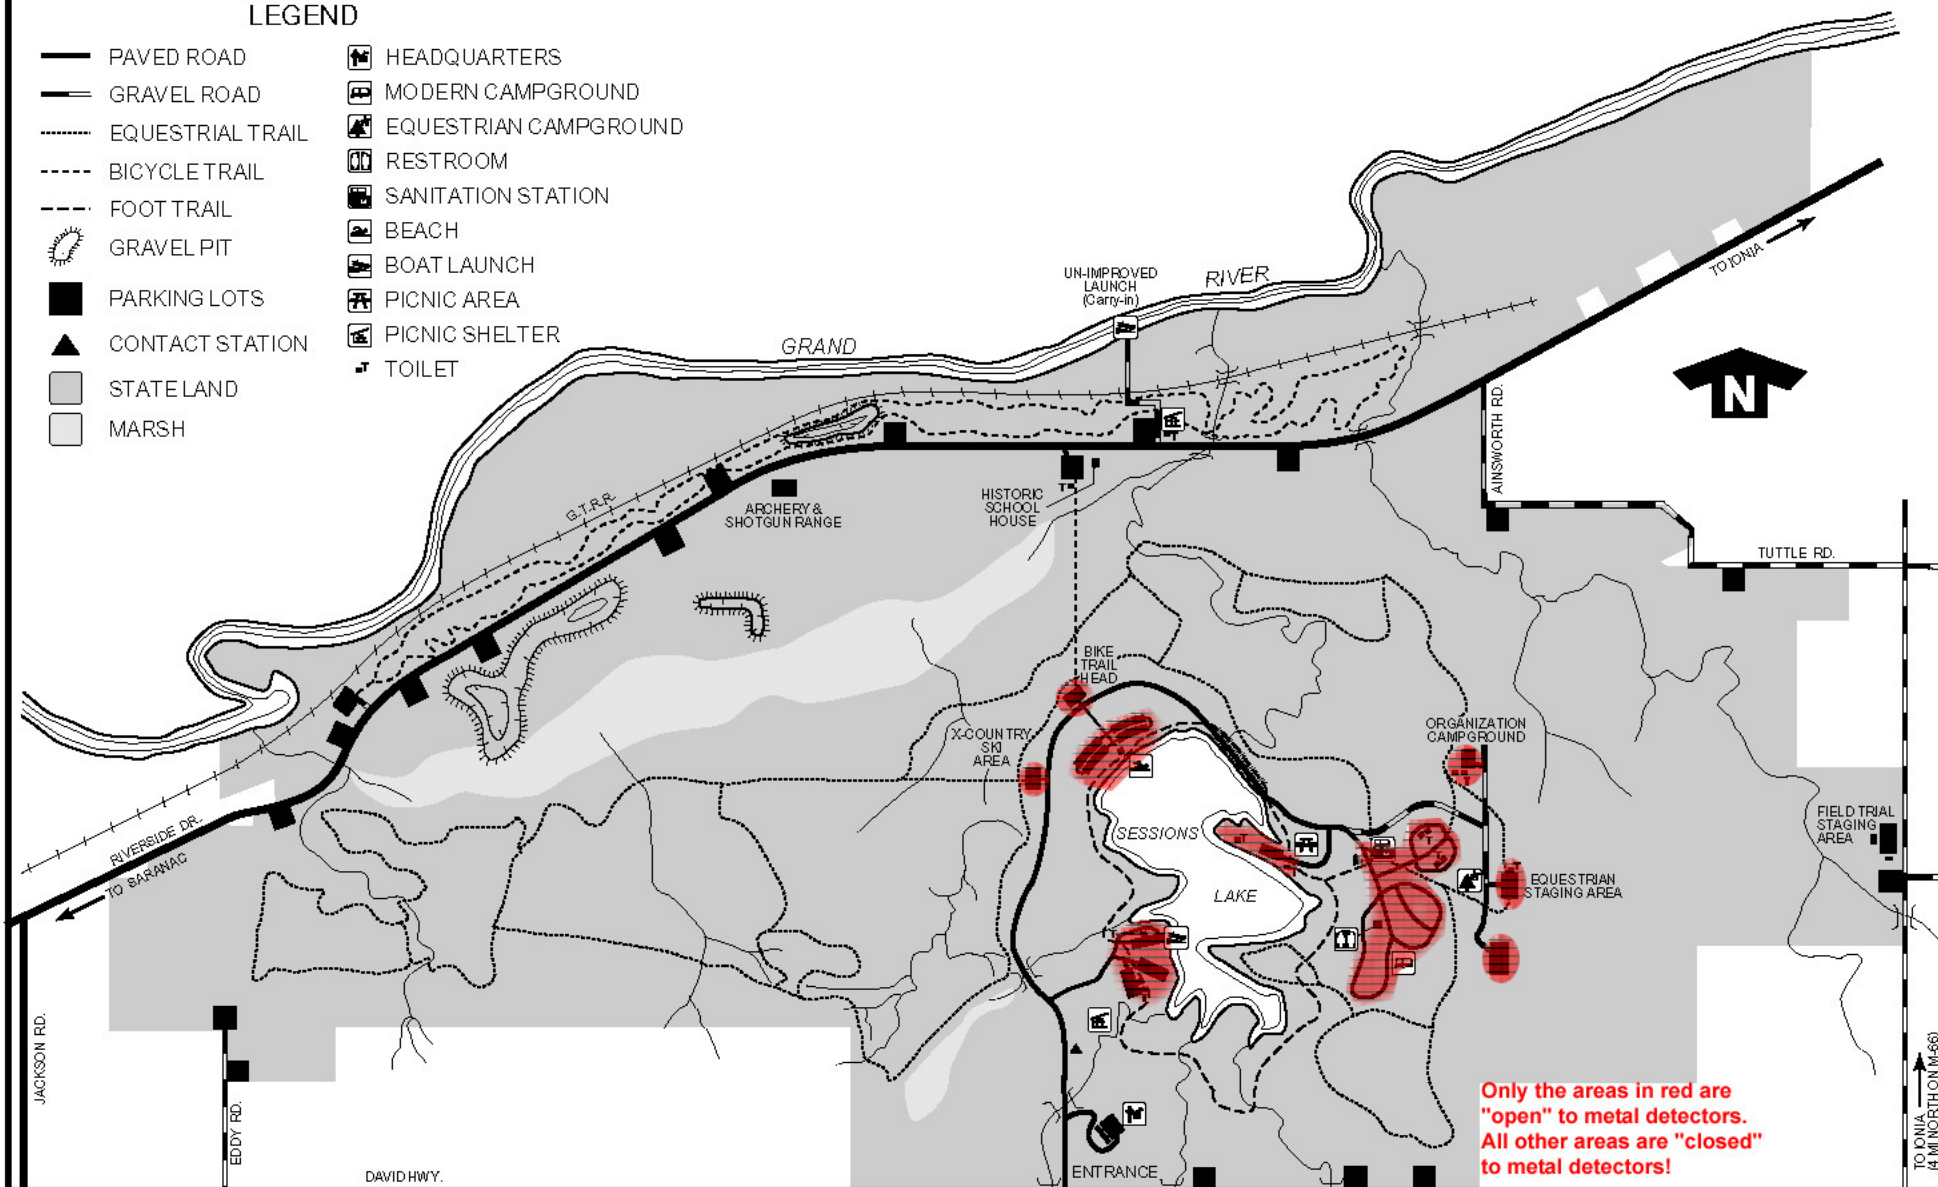 LEGEND
PAVED ROAD
GRAVEL ROAD
EQUESTRIAL TRAIL
BICYCLE TRAIL
FOOT TRAIL
GRAVEL PIT
PARKING LOTS
CONTACT STATION
STATE LAND
MARSH
HEADQUARTERS
MODERN CAMPGROUND
EQUESTRIAN CAMPGROUND
RESTROOM
SANITATION STATION
BEACH
BOAT LAUNCH
PICNIC AREA
PICNIC SHELTER
T TOILET
UN-IMPROVED
LAUNCH
(Carry-in)
GRAND
RIVER
TO IONIA
N
AINSWORTH RD.
TUTTLE RD.
G.T.R.R.
ARCHERY &
SHOTGUN RANGE
HISTORIC
SCHOOL
HOUSE
BIKE
TRAIL
HEAD
X-COUNTRY
SKI
AREA
ORGANIZATION
CAMPGROUND
FIELD TRIAL
STAGING
AREA
EQUESTRIAN
STAGING AREA
SESSIONS
LAKE
RIVERSIDE DR.
TO SARANAC
JACKSON RD.
EDDY RD.
DAVID HWY.
ENTRANCE
Only the areas in red are
"open" to metal detectors.
All other areas are "closed"
to metal detectors!
TO IONIA
(4 MI NORTH ON M-66)